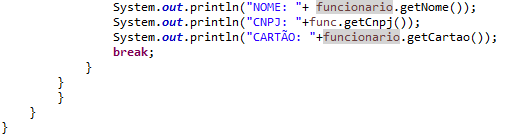 System.out.println("NOME: "+ funcionario.getNome());
System.out.println("CNPJ: "+func.getCnpj());
System.out.println("CARTÃO: "+funcionario.getCartao());
break;
}
}
}
}
}